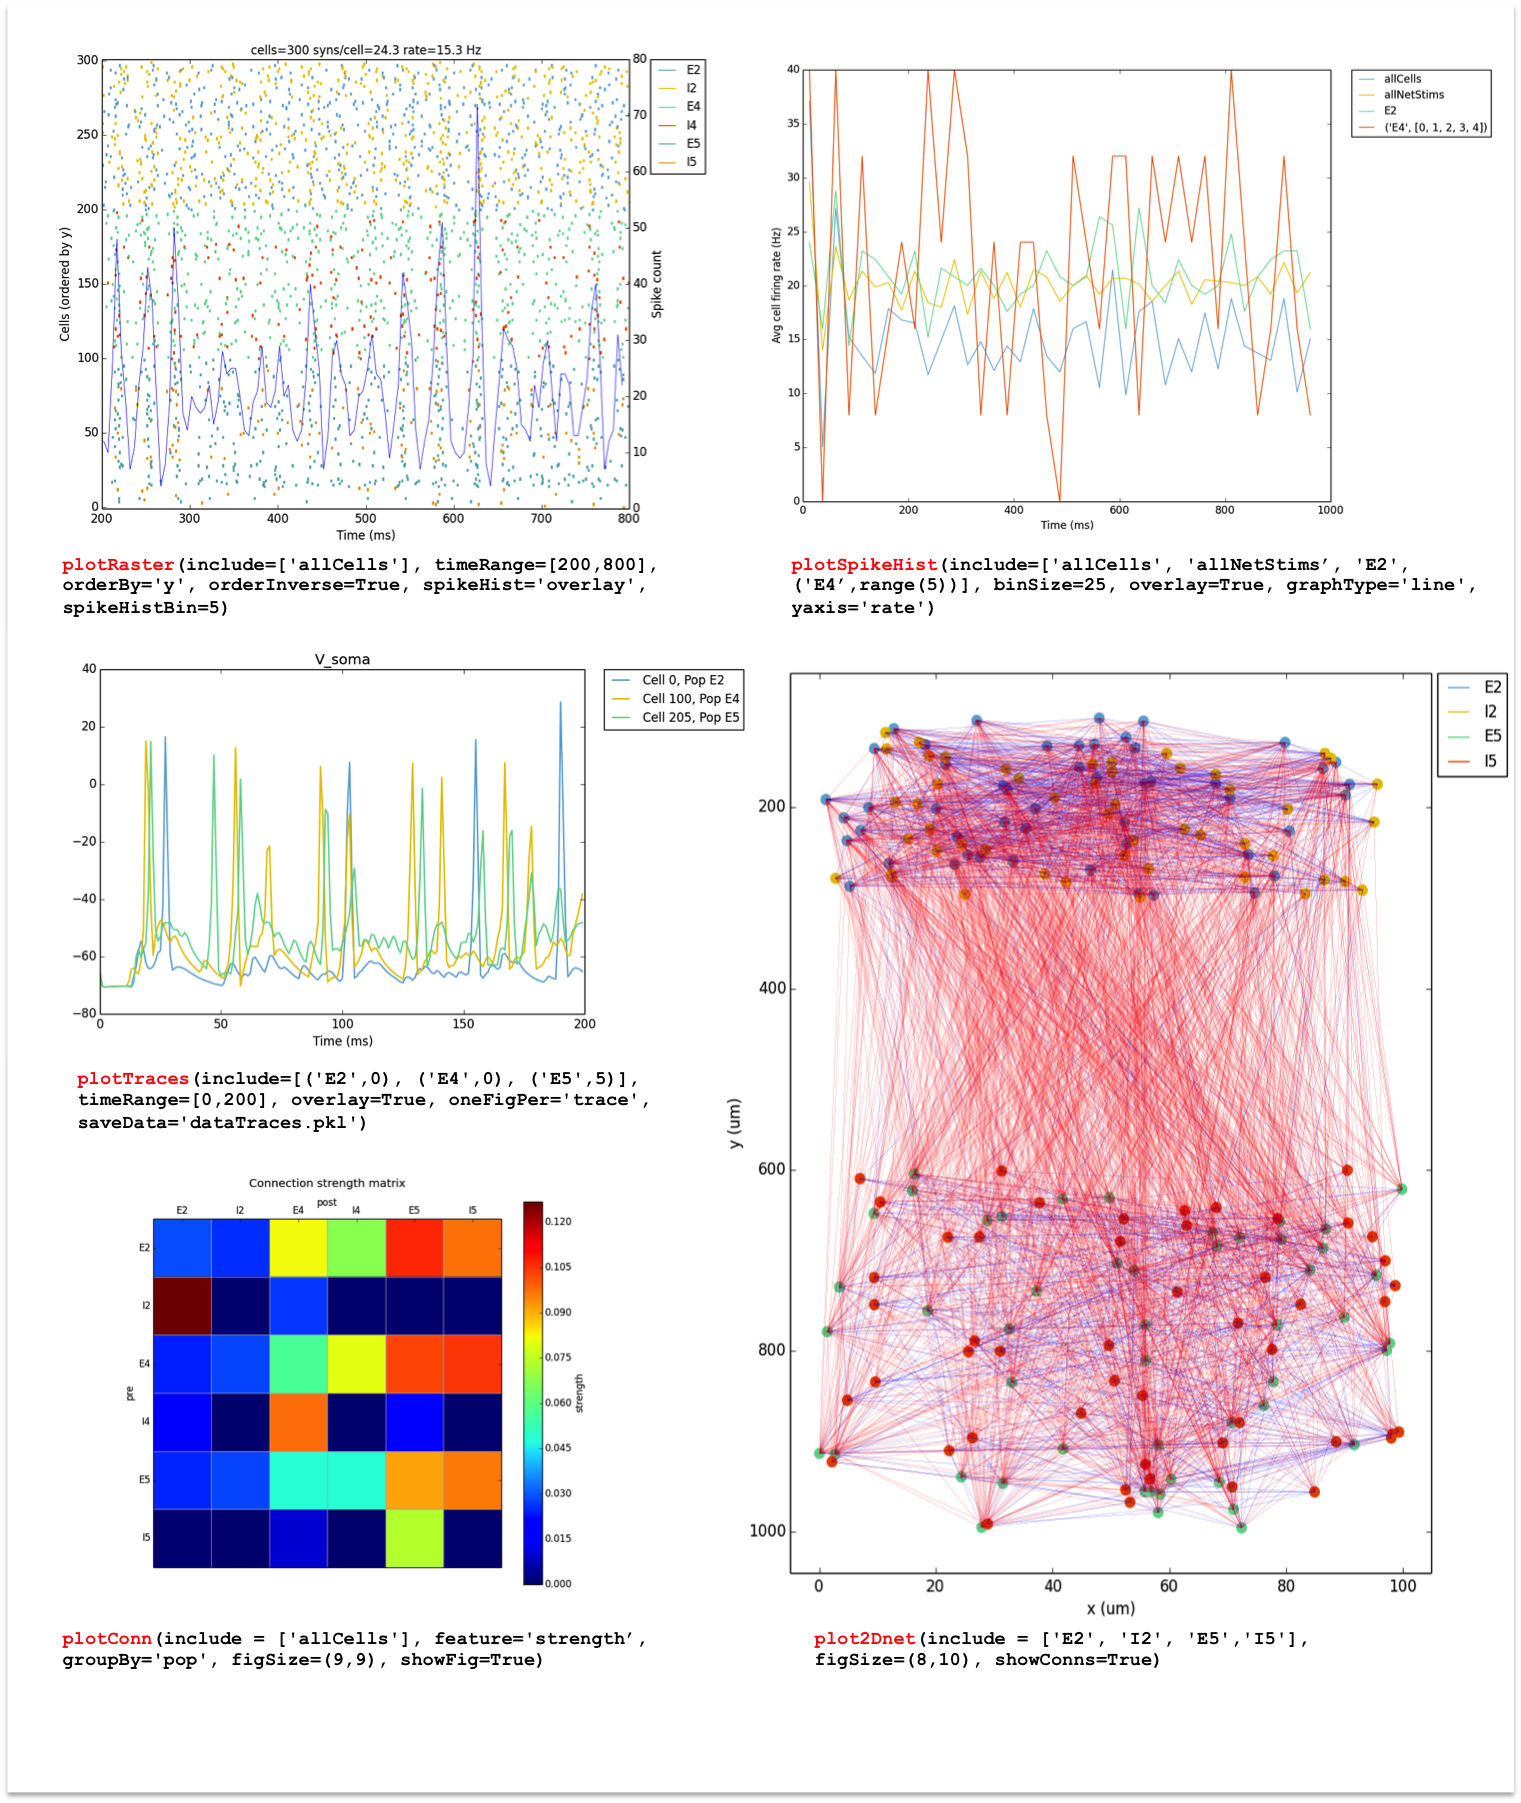 cells=300 syns/cell=24.3 rate=15.3 Hz
300
250
200
150
100
50
0
Cells (ordered by y)
200
300
400
500
600
700
800
Time (ms)
80
70
60
50
40
30
20
10
0
Spike count
E2
I2
E4
I4
E5
I5
plotRaster(include=['allCells'], timeRange=[200,800],
orderBy='y', orderInverse=True, spikeHist='overlay',
spikeHistBin=5)
40
35
30
25
20
15
10
5
0
Avg cell firing rate (Hz)
0
200
400
600
800
1000
Time (ms)
allCells
allNetStims
E2
('E4', [0, 1, 2, 3, 4])
plotSpikeHist(include=['allCells', 'allNetStims’, 'E2',
('E4’,range(5))], binSize=25, overlay=True, graphType='line',
yaxis='rate')
V_soma
40
20
0
−20
−40
−60
−80
0
50
100
150
200
Time (ms)
Cell 0, Pop E2
Cell 100, Pop E4
Cell 205, Pop E5
plotTraces(include=[('E2',0), ('E4',0), ('E5',5)],
timeRange=[0,200], overlay=True, oneFigPer='trace',
saveData='dataTraces.pkl')
Connection strength matrix
post
E2
I2
E4
I4
E5
I5
E2
I2
E4
I4
E5
I5
pre
0.120
0.105
0.090
0.075
0.060
0.045
0.030
0.015
0.000
strength
plotConn(include = ['allCells'], feature='strength’,
groupBy='pop', figSize=(9,9), showFig=True)
200
400
600
800
1000
y (um)
0
20
40
60
80
100
x (um)
E2
I2
E5
I5
plot2Dnet(include = ['E2', 'I2', 'E5','I5'],
figSize=(8,10), showConns=True)